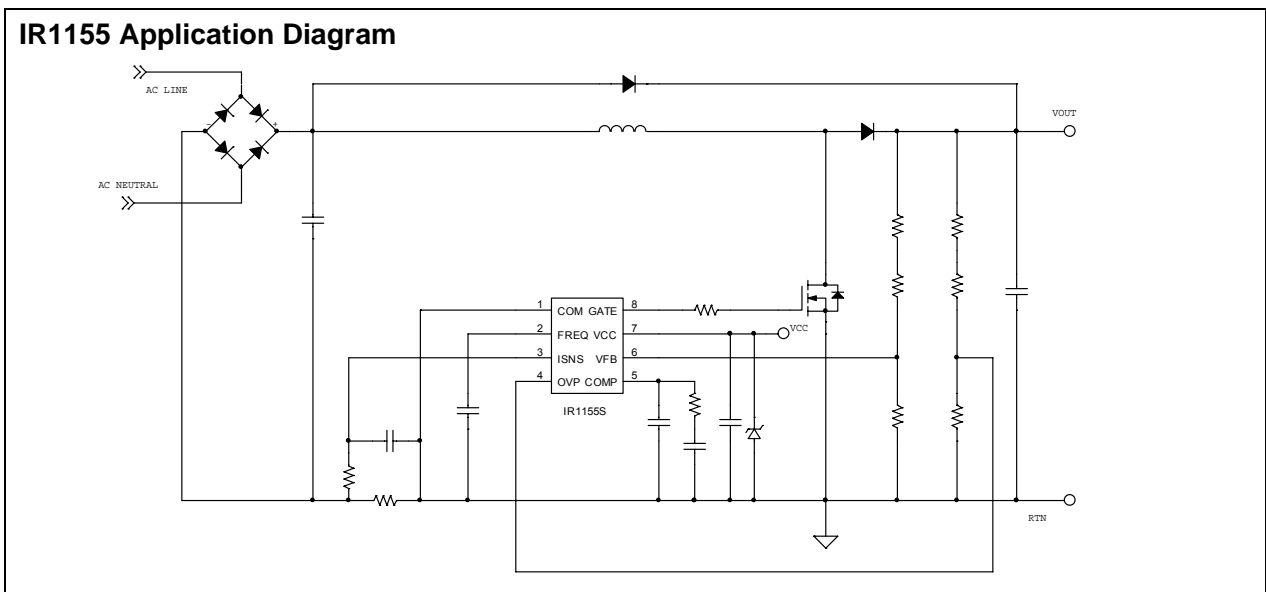 IR1155 Application Diagram
AC LINE
- +
VOUT
AC NEUTRAL
1 COM GATE 8
2 FREQ VCC 7
VCC
3 ISNS VFB 6
4 OVP COMP 5
IR1155S
RTN